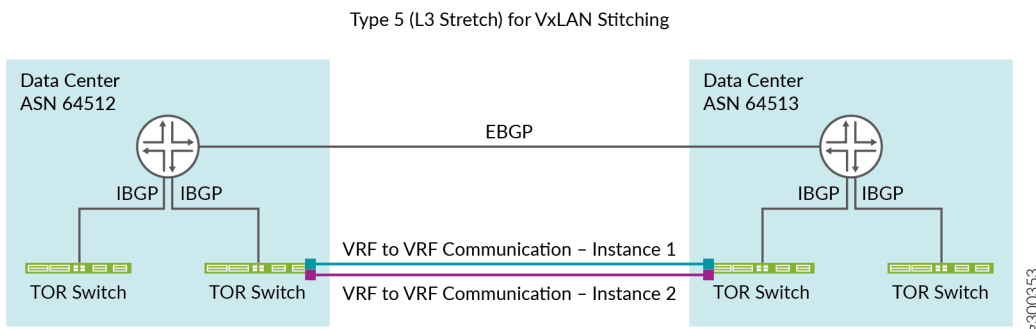 Type 5 (L3 Stretch) for VxLAN Stitching
Data Center
ASN 64512
Data Center
ASN 64513
EBGP
IBGP
IBGP
IBGP
IBGP
VRF to VRF Communication – Instance 1
TOR Switch
TOR Switch
VRF to VRF Communication – Instance 2
TOR Switch
TOR Switch